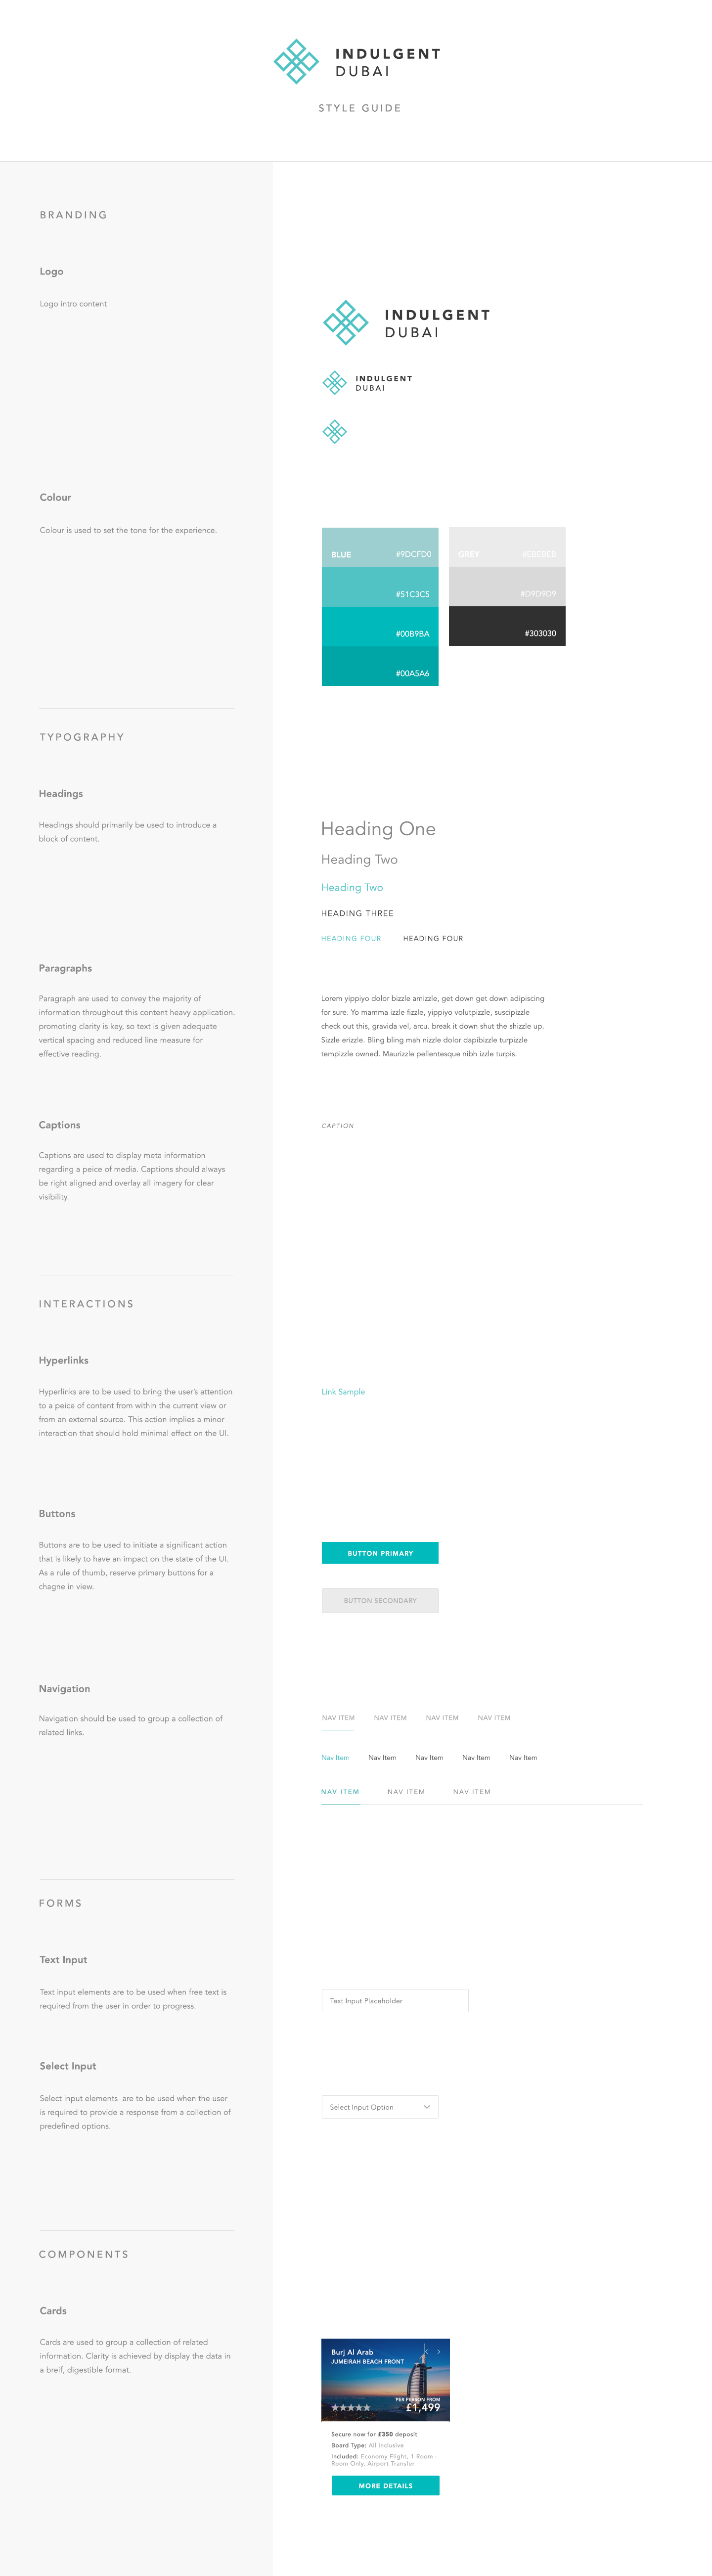 INDULGENT
DUBAI
STYLE GUIDE
BRANDING
Logo
Logo intro content
INDULGENT
DUBAI
INDULGENT
DUBAI
Colour
Colour is used to set the tone for the experience.
BLUE #9DCFD0
#51C3C5
#00B9BA
#00A5A6
GREY #EBEBEB
#D9D9D9
#303030
TYPOGRAPHY
Headings
Headings should primarily be used to introduce a
block of content.
Heading One
Heading Two
Heading Two
HEADING THREE
HEADING FOUR HEADING FOUR
Paragraphs
Paragraph are used to convey the majority of
information throughout this content heavy application.
promoting clarity is key, so text is given adequate
vertical spacing and reduced line measure for
effective reading.
Lorem yippiyo dolor bizzle amizzle, get down get down adipiscing
for sure. Yo mamma izzle fizzle, yippiyo volutpizzle, suscipizzle
check out this, gravida vel, arcu. break it down shut the shizzle up.
Sizzle erizzle. Bling bling mah nizzle dolor dapibizzle turpizzle
tempizzle owned. Maurizzle pellentesque nibh izzle turpis.
Captions
Captions are used to display meta information
regarding a peice of media. Captions should always
be right aligned and overlay all imagery for clear
visibility.
CAPTION
INTERACTIONS
Hyperlinks
Hyperlinks are to be used to bring the user's attention
to a peice of content from within the current view or
from an external source. This action implies a minor
interaction that should hold minimal effect on the UI.
Link Sample
Buttons
Buttons are to be used to initiate a significant action
that is likely to have an impact on the state of the UI.
As a rule of thumb, reserve primary buttons for a
chagne in view.
BUTTON PRIMARY
BUTTON SECONDARY
Navigation
Navigation should be used to group a collection of
related links.
NAV ITEM NAV ITEM NAV ITEM NAV ITEM
Nav Item Nav Item Nav Item Nav Item Nav Item
NAV ITEM NAV ITEM NAV ITEM
FORMS
Text Input
Text input elements are to be used when free text is
required from the user in order to progress.
Text Input Placeholder
Select Input
Select input elements are to be used when the user
is required to provide a response from a collection of
predefined options.
Select Input Option
COMPONENTS
Cards
Cards are used to group a collection of related
information. Clarity is achieved by display the data in
a breif, digestible format.
Burj Al Arab
JUMEIRAH BEACH FRONT
PER PERSON FROM
£1,499
Secure now for £350 deposit
Board Type: All Inclusive
Included: Economy Flight, 1 Room -
Room Only, Airport Transfer
MORE DETAILS